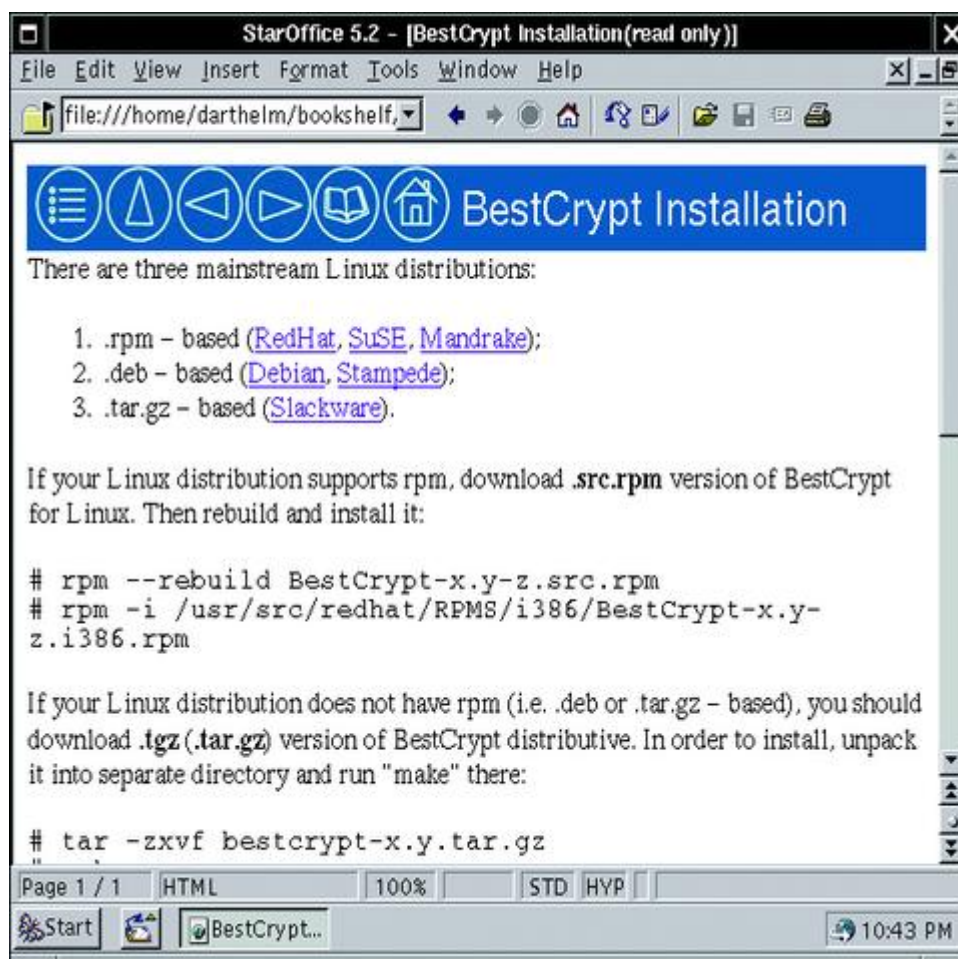 StarOffice 5.2 - [BestCrypt Installation(read only)]
File Edit View Insert Format Tools Window Help
file:///home/darthelm/bookshelf,
BestCrypt Installation
There are three mainstream Linux distributions:
1. .rpm – based (RedHat, SuSE, Mandrake);
2. .deb – based (Debian, Stampede);
3. .tar.gz – based (Slackware).
If your Linux distribution supports rpm, download .src.rpm version of BestCrypt
for Linux. Then rebuild and install it:
# rpm --rebuild BestCrypt-x.y-z.src.rpm
# rpm -i /usr/src/redhat/RPMS/i386/BestCrypt-x.y-
z.i386.rpm
If your Linux distribution does not have rpm (i.e. .deb or .tar.gz – based), you should
download .tgz (.tar.gz) version of BestCrypt distributive. In order to install, unpack
it into separate directory and run "make" there:
# tar -zxvf bestcrypt-x.y.tar.gz
Page 1 / 1 HTML 100% STD HYP
Start BestCrypt... 10:43 PM